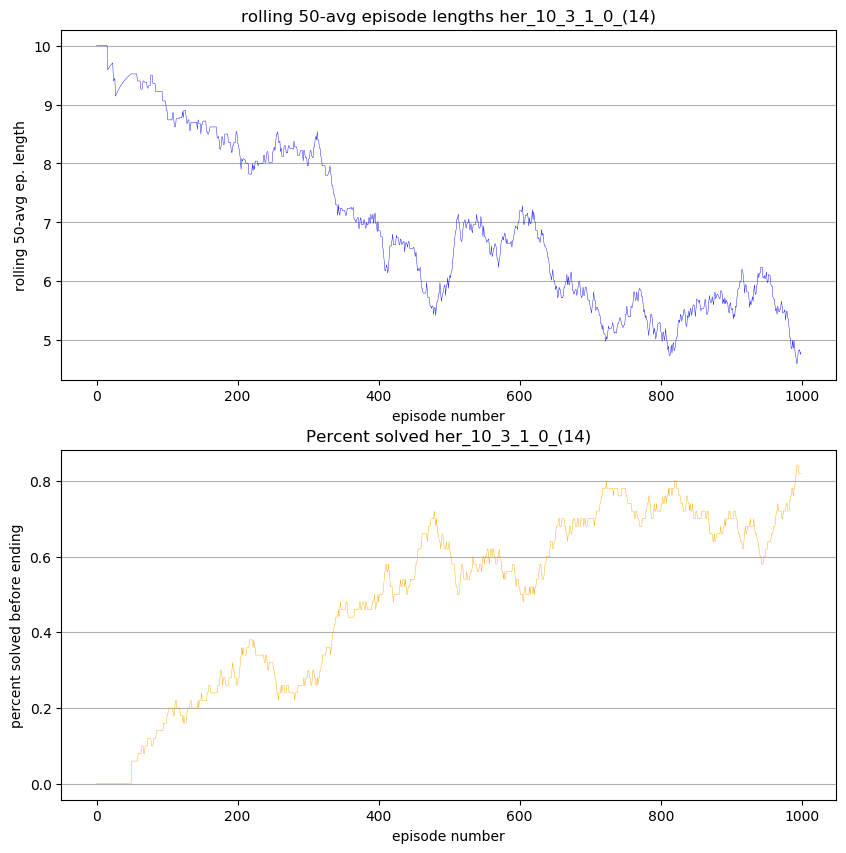 rolling 50-avg episode lengths her_10_3_1_0_(14)
10
9
8
7
6
5
rolling 50-avg ep. length
0 200 400 600 800 1000
episode number
Percent solved her_10_3_1_0_(14)
0.8
0.6
0.4
0.2
0.0
percent solved before ending
0 200 400 600 800 1000
episode number